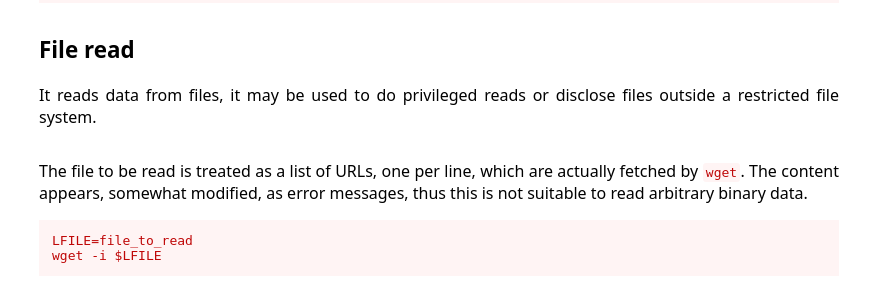 File read
It reads data from files, it may be used to do privileged reads or disclose files outside a restricted file
system.
The file to be read is treated as a list of URLs, one per line, which are actually fetched by wget. The content
appears, somewhat modified, as error messages, thus this is not suitable to read arbitrary binary data.
LFILE=file_to_read
wget -i $LFILE